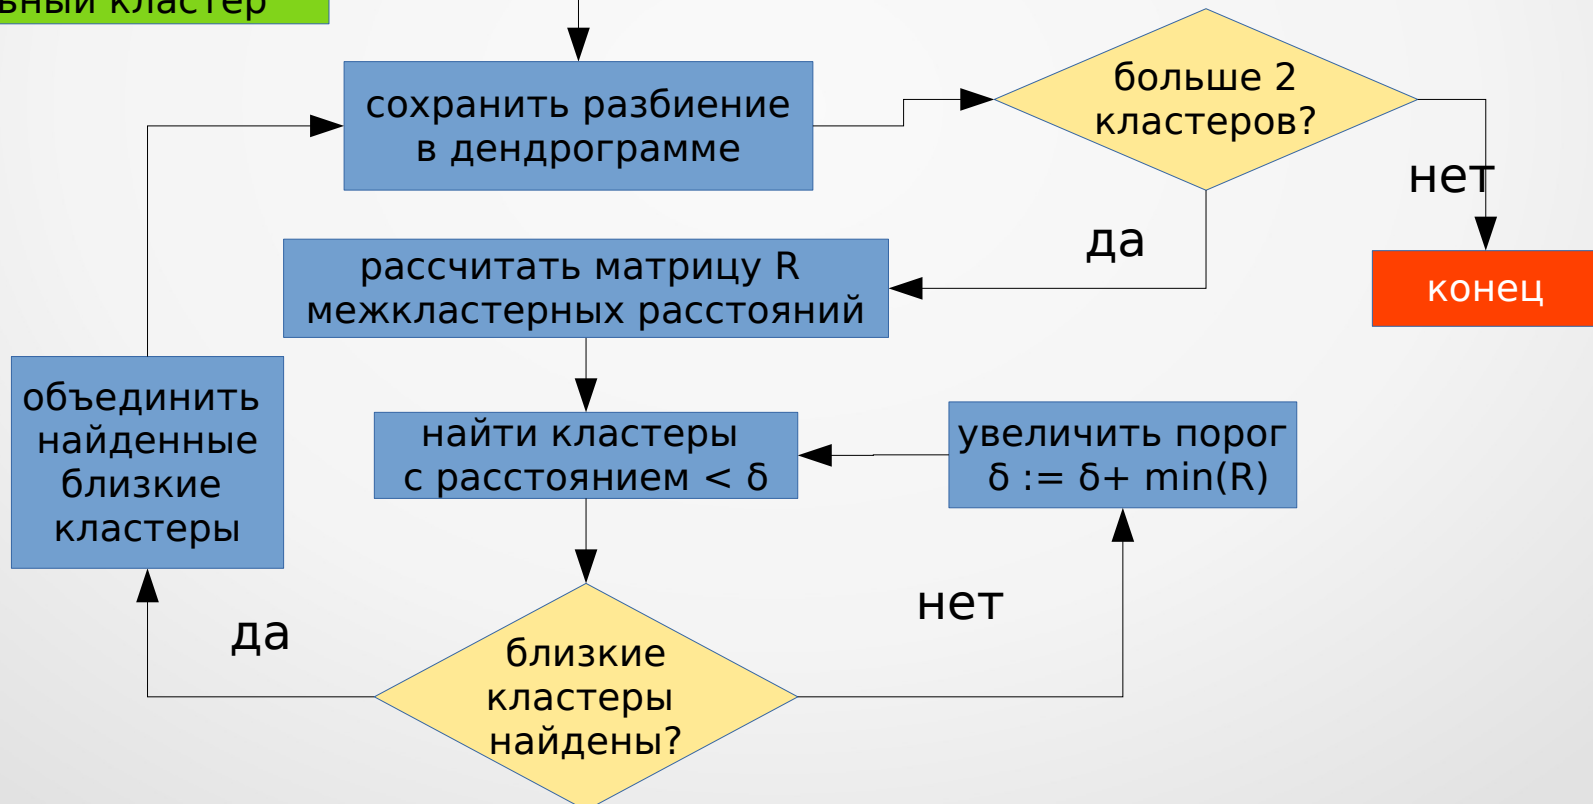 кластер
сохранить разбиение
в дендрограмме
больше 2
кластеров?
нет
да
рассчитать матрицу R
межкластерных расстояний
конец
объединить
найденные
близкие
кластеры
найти кластеры
с расстоянием < δ
увеличить порог
δ := δ+ min(R)
нет
да
близкие
кластеры
найдены?